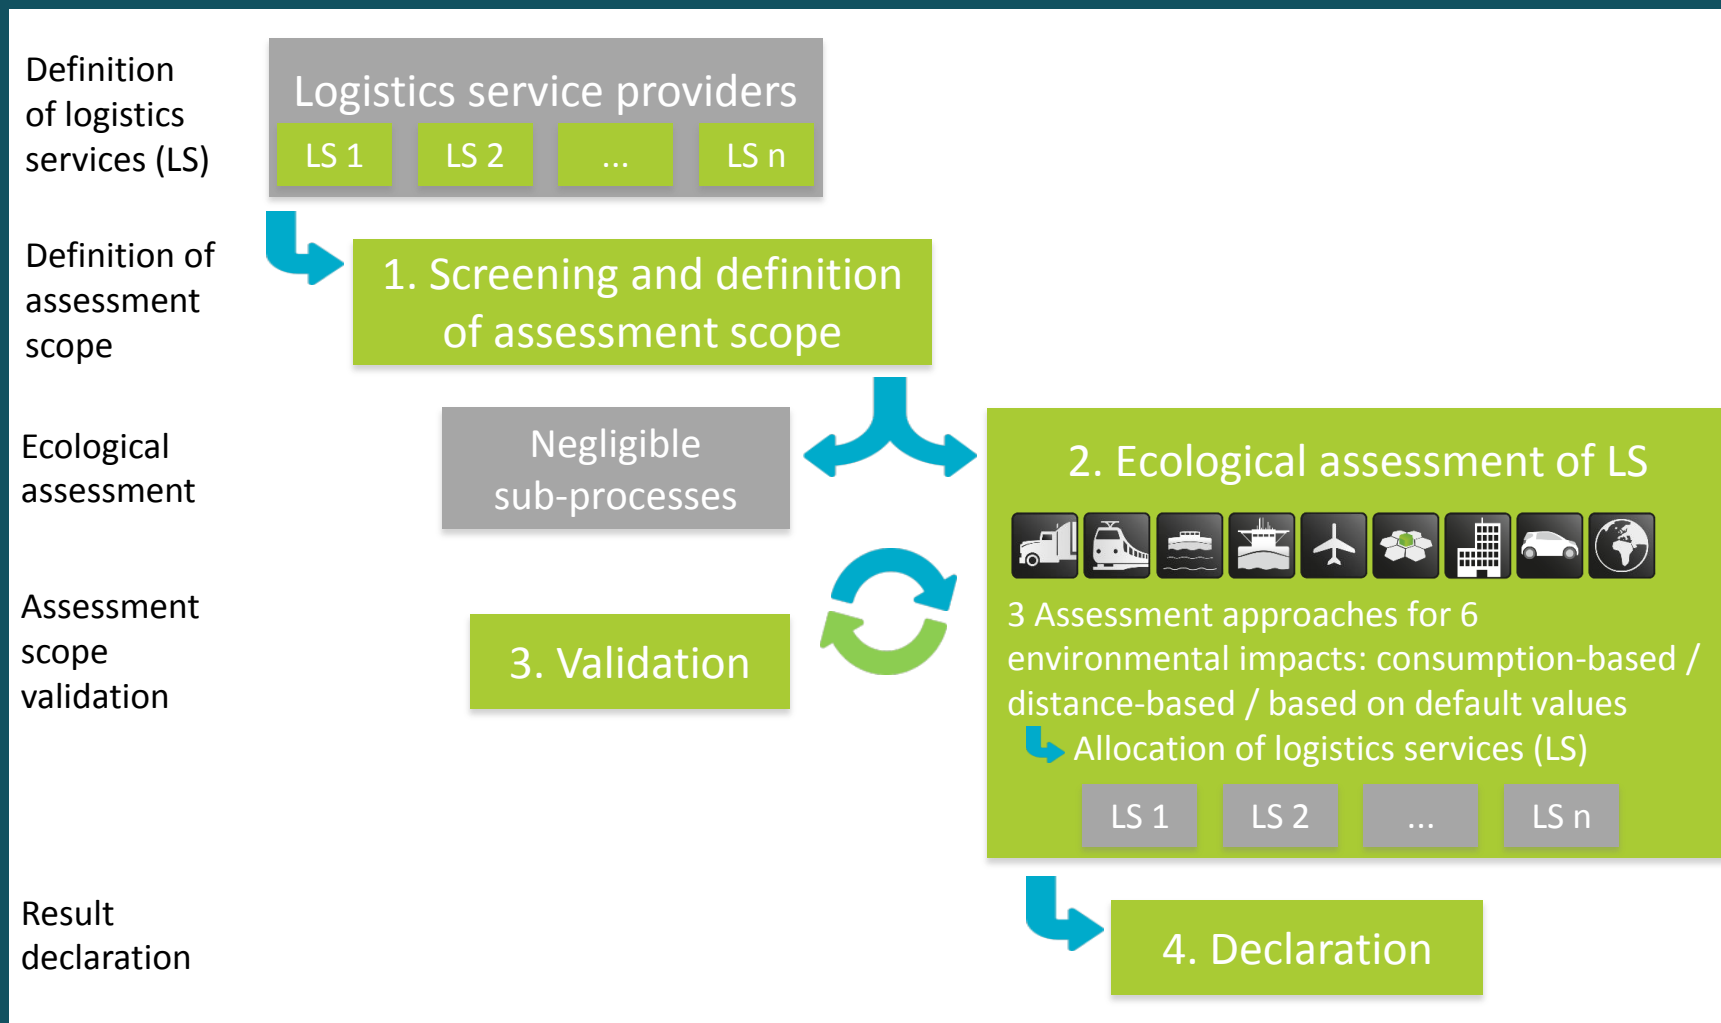 Definition
of logistics
services (LS)
Logistics service providers
LS 1
LS 2
...
LS n
Definition of
assessment
scope
1. Screening and definition
of assessment scope
Ecological
assessment
Negligible
sub-processes
2. Ecological assessment of LS
3 Assessment approaches for 6
environmental impacts: consumption-based /
distance-based / based on default values
Allocation of logistics services (LS)
LS 1
LS 2
...
LS n
Assessment
scope
validation
3. Validation
Result
declaration
4. Declaration